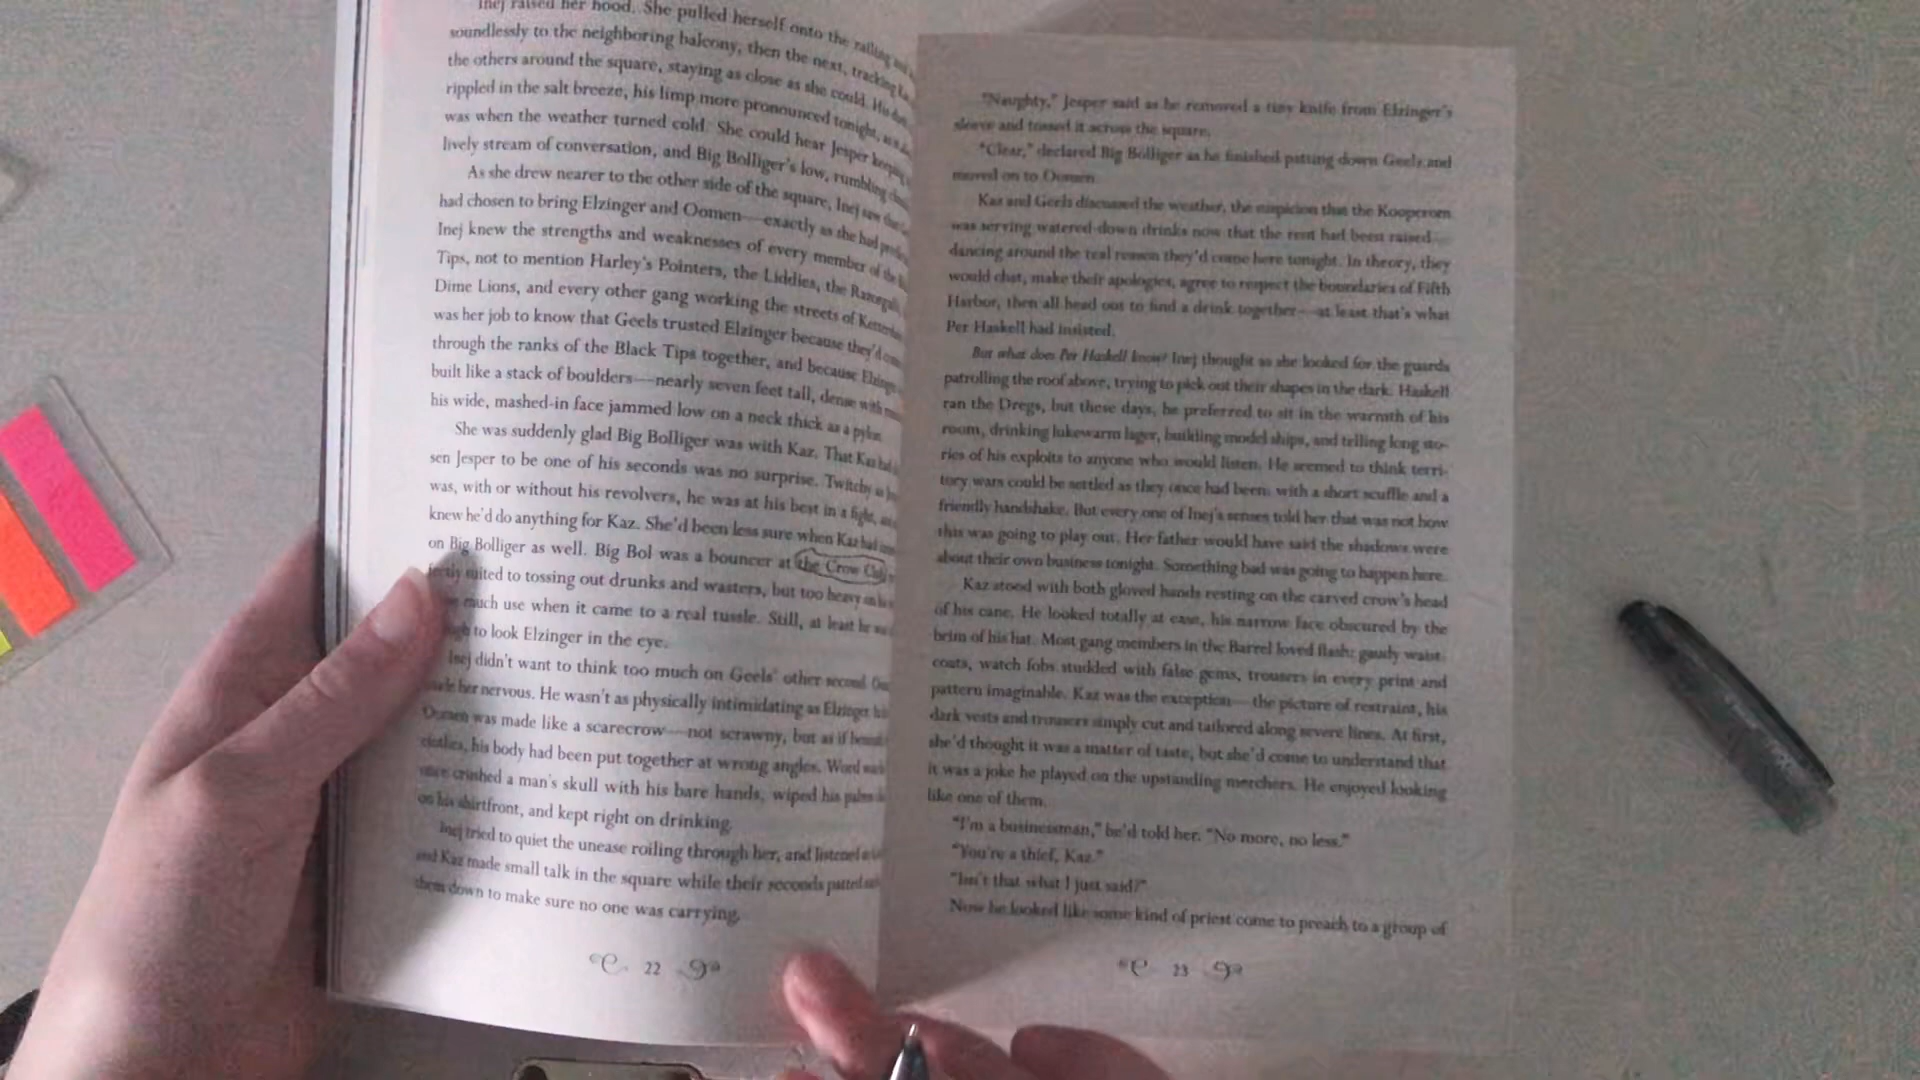 Inej raised her hood. She pulled herself onto the railing and
soundlessly to the neighboring balcony, then the next, tracking
the others around the square, staying as close as she could. His
rippled in the salt breeze, his limp more pronounced tonight, as
was when the weather turned cold. She could hear Jesper keeping
lively stream of conversation, and Big Bolliger's low, rumbling
As she drew nearer to the other side of the square, Inej saw that
had chosen to bring Elzinger and Oomen—exactly as she had
Inej knew the strengths and weaknesses of every member of the
Tips, not to mention Harley's Pointers, the Liddies, the Razorgulls,
Dime Lions, and every other gang working the streets of
was her job to know that Geels trusted Elzinger because they'd
through the ranks of the Black Tips together, and because
built like a stack of boulders—nearly seven feet tall, dense with
his wide, mashed-in face jammed low on a neck thick as a pylon.
She was suddenly glad Big Bolliger was with Kaz. That Kaz had
sen Jesper to be one of his seconds was no surprise. Twitchy as
was, with or without his revolvers, he was at his best in a fight, and
knew he'd do anything for Kaz. She'd been less sure when Kaz had
on Big Bolliger as well. Big Bol was a bouncer at the Crow Club
suited to tossing out drunks and wasters, but too heavy on his
much use when it came to a real tussle. Still, at least he was
to look Elzinger in the eye.
Inej didn't want to think too much on Geels' other second.
her nervous. He wasn't as physically intimidating as Elzinger
Oomen was made like a scarecrow—not scrawny, but as if
clothes, his body had been put together at wrong angles. Word
once crushed a man's skull with his bare hands, wiped his palms
on his shirtfront, and kept right on drinking.
Inej tried to quiet the unease roiling through her, and listened
and Kaz made small talk in the square while their seconds patted
them down to make sure no one was carrying.
22
"Naughty," Jesper said as he removed a tiny knife from Elzinger's
sleeve and tossed it across the square.
"Clear," declared Big Bolliger as he finished patting down Geels and
moved on to Oomen.
Kaz and Geels discussed the weather, the suspicion that the Kooperom
was serving watered-down drinks now that the rent had been raised—
dancing around the real reason they'd come here tonight. In theory, they
would chat, make their apologies, agree to respect the boundaries of Fifth
Harbor, then all head out to find a drink together—at least that's what
Per Haskell had insisted.
But what does Per Haskell know? Inej thought as she looked for the guards
patrolling the roof above, trying to pick out their shapes in the dark. Haskell
ran the Dregs, but these days, he preferred to sit in the warmth of his
room, drinking lukewarm lager, building model ships, and telling long sto-
ries of his exploits to anyone who would listen. He seemed to think terri-
tory wars could be settled as they once had been: with a short scuffle and a
friendly handshake. But every one of Inej's senses told her that was not how
this was going to play out. Her father would have said the shadows were
about their own business tonight. Something bad was going to happen here.
Kaz stood with both gloved hands resting on the carved crow's head
of his cane. He looked totally at ease, his narrow face obscured by the
brim of his hat. Most gang members in the Barrel loved flash: gaudy waist-
coats, watch fobs studded with false gems, trousers in every print and
pattern imaginable. Kaz was the exception—the picture of restraint, his
dark vests and trousers simply cut and tailored along severe lines. At first,
she'd thought it was a matter of taste, but she'd come to understand that
it was a joke he played on the upstanding merchers. He enjoyed looking
like one of them.
"I'm a businessman," he'd told her. "No more, no less."
"You're a thief, Kaz."
"Isn't that what I just said?"
Now he looked like some kind of priest come to preach to a group of
23